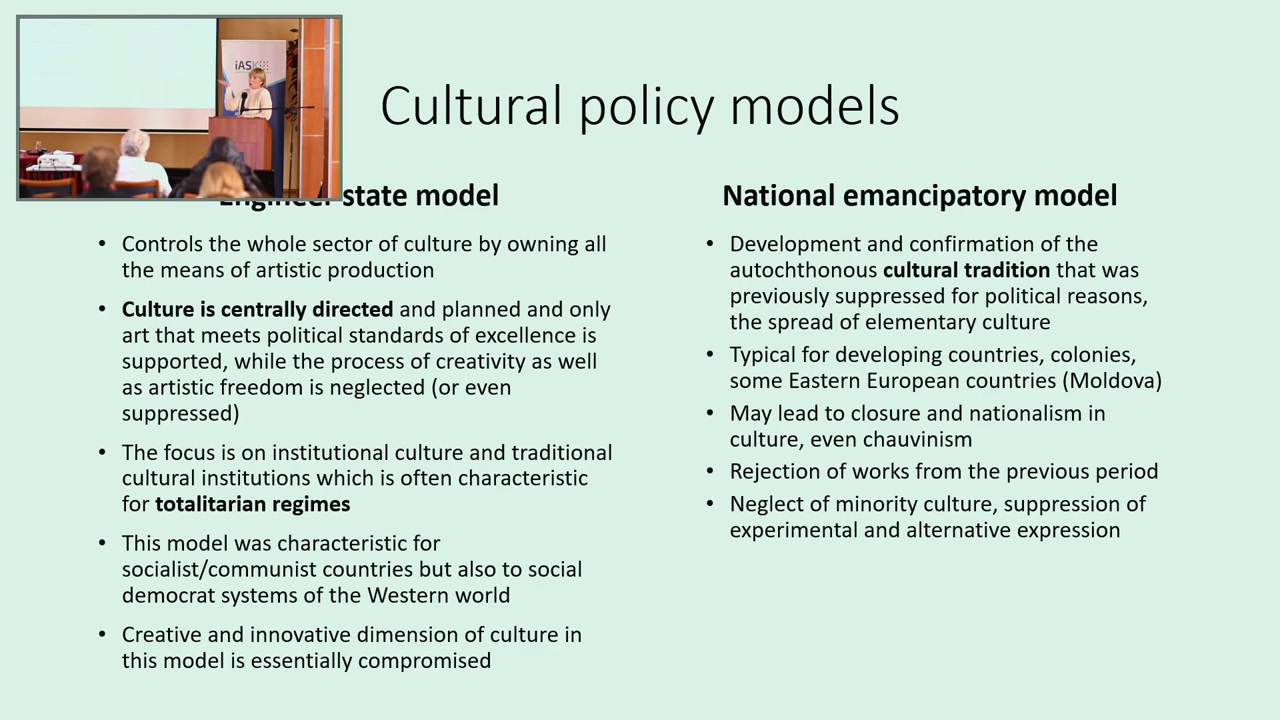 iASK
Cultural policy models
Engineer state model
Controls the whole sector of culture by owning all
the means of artistic production
Culture is centrally directed and planned and only
art that meets political standards of excellence is
supported, while the process of creativity as well
as artistic freedom is neglected (or even
suppressed)
The focus is on institutional culture and traditional
cultural institutions which is often characteristic
for totalitarian regimes
This model was characteristic for
socialist/communist countries but also to social
democrat systems of the Western world
Creative and innovative dimension of culture in
this model is essentially compromised
National emancipatory model
Development and confirmation of the
autochthonous cultural tradition that was
previously suppressed for political reasons,
the spread of elementary culture
Typical for developing countries, colonies,
some Eastern European countries (Moldova)
May lead to closure and nationalism in
culture, even chauvinism
Rejection of works from the previous period
Neglect of minority culture, suppression of
experimental and alternative expression